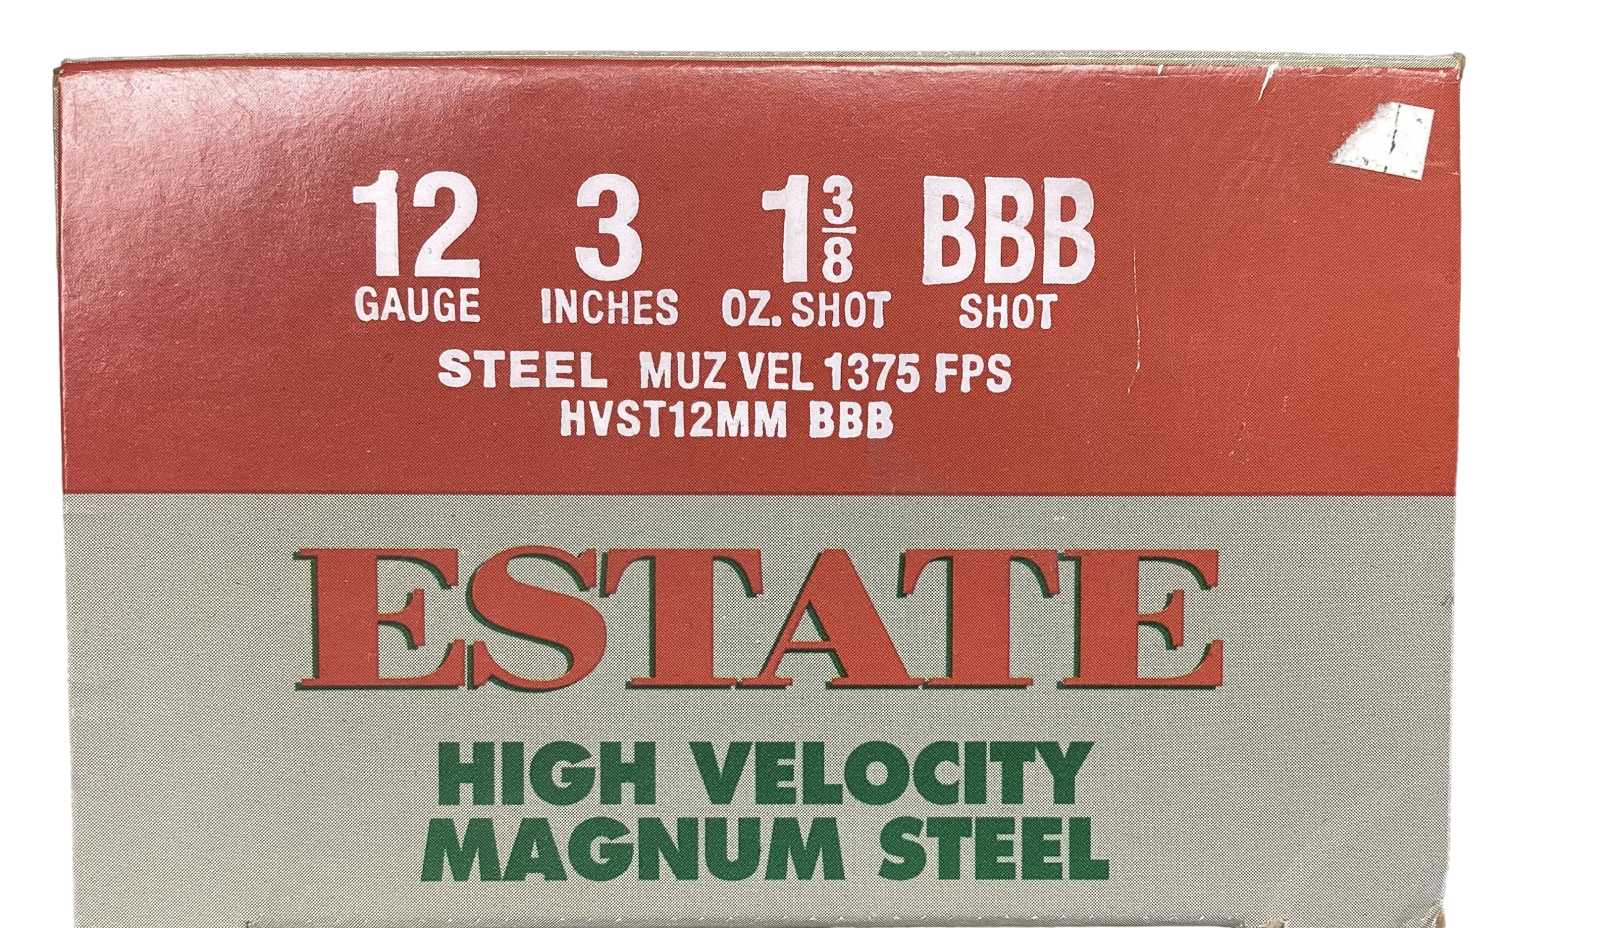 12 3 1 3/8 BBB
GAUGE INCHES OZ. SHOT SHOT
STEEL MUZ VEL 1375 FPS
HVST12MM BBB
ESTATE
HIGH VELOCITY
MAGNUM STEEL